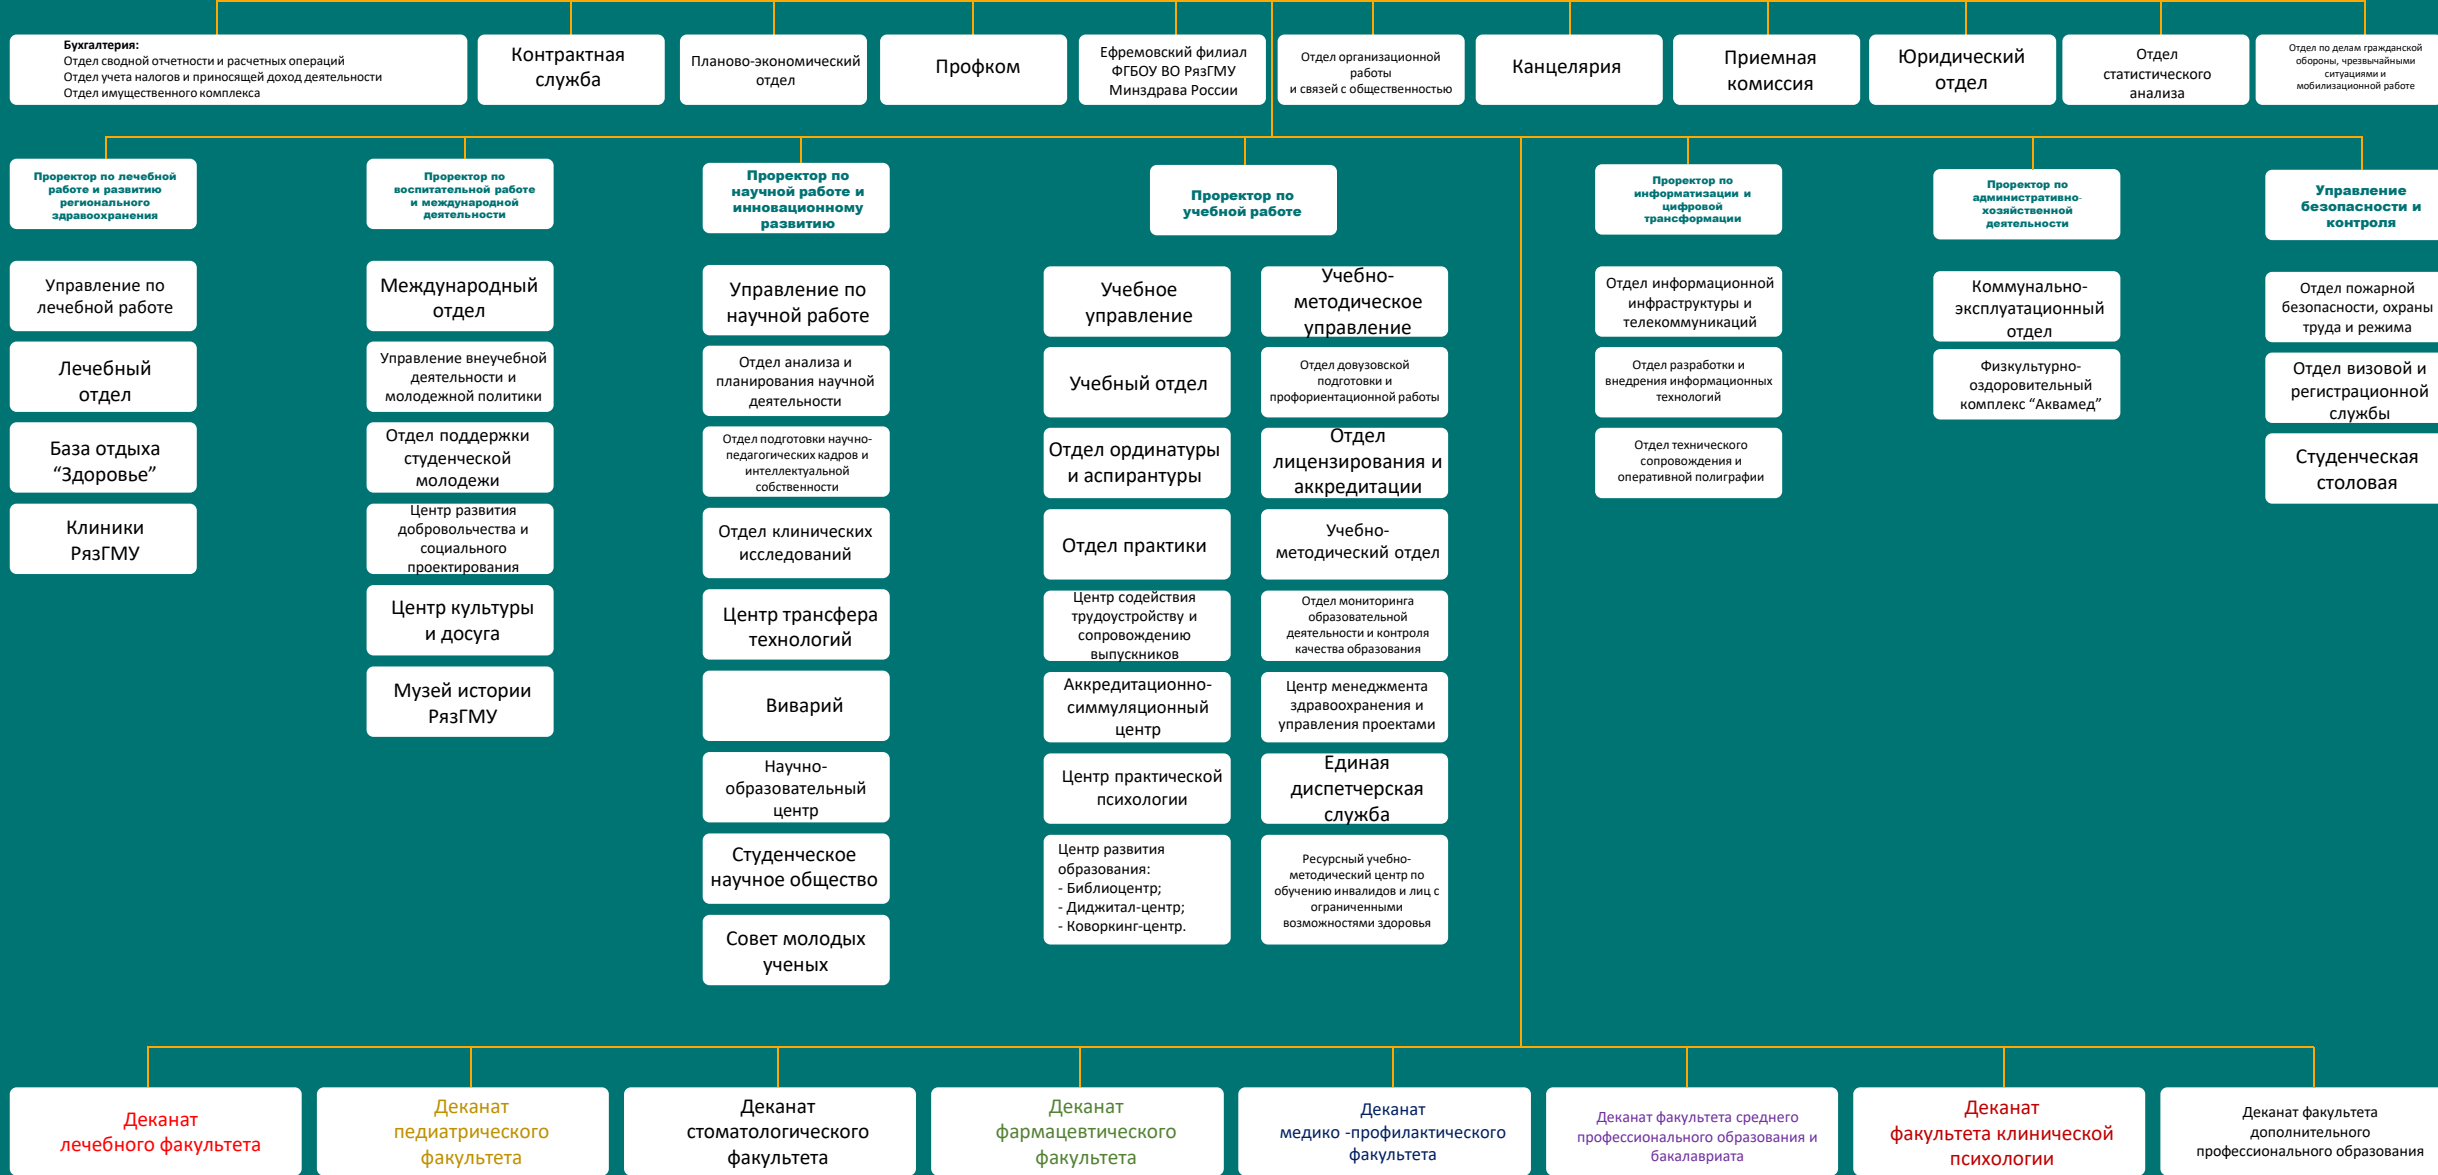 Бухгалтерия:
Отдел сводной отчетности и расчетных операций
Отдел учета налогов и приносящей доход деятельности
Отдел имущественного комплекса
Контрактная
служба
Планово-экономический
отдел
Профком
Ефремовский филиал
ФГБОУ ВО РязГМУ
Минздрава России
Отдел организационной
работы
и связей с общественностью
Канцелярия
Приемная
комиссия
Юридический
отдел
Отдел
статистического
анализа
Отдел по делам гражданской
обороны, чрезвычайными
ситуациями и
мобилизационной работе
Проректор по лечебной
работе и развитию
регионального
здравоохранения
Проректор по
воспитательной работе
и международной
деятельности
Проректор по
научной работе и
инновационному
развитию
Проректор по
учебной работе
Проректор по
информатизации и
цифровой
трансформации
Проректор по
административно-
хозяйственной
деятельности
Управление
безопасности и
контроля
Управление по
лечебной работе
Лечебный
отдел
База отдыха
“Здоровье”
Клиники
РязГМУ
Международный
отдел
Управление внеучебной
деятельности и
молодежной политики
Отдел поддержки
студенческой
молодежи
Центр развития
добровольчества и
социального
проектирования
Центр культуры
и досуга
Музей истории
РязГМУ
Управление по
научной работе
Отдел анализа и
планирования научной
деятельности
Отдел подготовки научно-
педагогических кадров и
интеллектуальной
собственности
Отдел клинических
исследований
Центр трансфера
технологий
Виварий
Научно-
образовательный
центр
Студенческое
научное общество
Совет молодых
ученых
Учебное
управление
Учебный отдел
Отдел ординатуры
и аспирантуры
Отдел практики
Центр содействия
трудоустройству и
сопровождению
выпускников
Аккредитационно-
симмуляционный
центр
Центр практической
психологии
Центр развития
образования:
- Библиоцентр;
- Диджитал-центр;
- Коворкинг-центр.
Учебно-
методическое
управление
Отдел довузовской
подготовки и
профориентационной работы
Отдел
лицензирования и
аккредитации
Учебно-
методический отдел
Отдел мониторинга
образовательной
деятельности и контроля
качества образования
Центр менеджмента
здравоохранения и
управления проектами
Единая
диспетчерская
служба
Ресурсный учебно-
методический центр по
обучению инвалидов и лиц с
ограниченными
возможностями здоровья
Отдел информационной
инфраструктуры и
телекоммуникаций
Отдел разработки и
внедрения информационных
технологий
Отдел технического
сопровождения и
оперативной полиграфии
Коммунально-
эксплуатационный
отдел
Физкультурно-
оздоровительный
комплекс “Аквамед”
Отдел пожарной
безопасности, охраны
труда и режима
Отдел визовой и
регистрационной
службы
Студенческая
столовая
Деканат
лечебного факультета
Деканат
педиатрического
факультета
Деканат
стоматологического
факультета
Деканат
фармацевтического
факультета
Деканат
медико -профилактического
факультета
Деканат факультета среднего
профессионального образования и
бакалавриата
Деканат
факультета клинической
психологии
Деканат факультета
дополнительного
профессионального образования